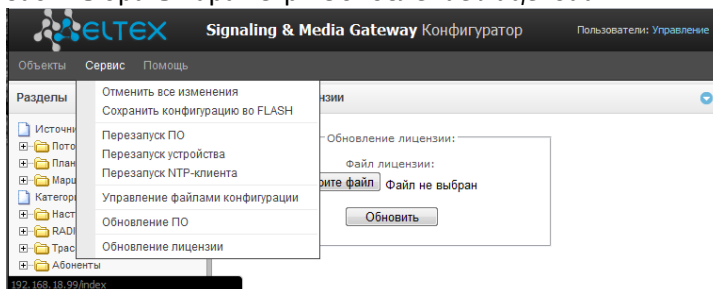 ELTEX Signaling & Media Gateway Конфигуратор Пользователи: Управление
Объекты Сервис Помощь
Разделы
Отменить все изменения
Сохранить конфигурацию во FLASH
Перезапуск ПО
Перезапуск устройства
Перезапуск NTP-клиента
Управление файлами конфигурации
Обновление ПО
Обновление лицензии
Источни
Пото
План
Марш
Категор
Наст
RADI
Трас
Абоненты
нзии
Обновление лицензии:
Файл лицензии:
рите файл Файл не выбран
Обновить
192.168.18.99/index